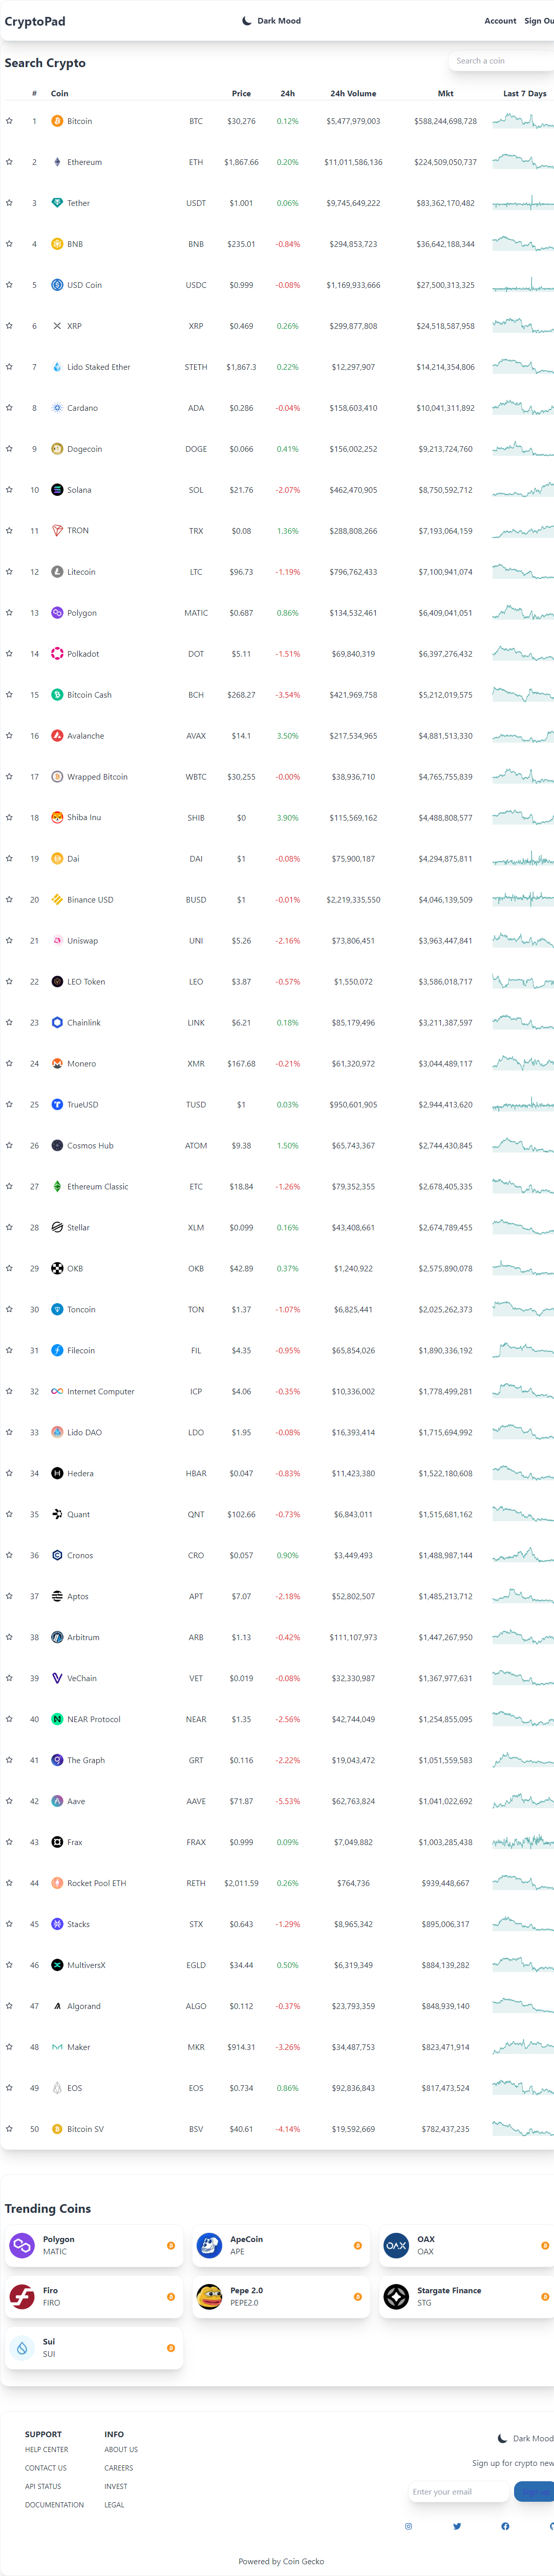 CryptoPad Dark Mood Account Sign Ou
Search Crypto Search a coin
# Coin Price 24h 24h Volume Mkt Last 7 Days
1 Bitcoin BTC $30,276 0.12% $5,477,979,003 $588,244,698,728
2 Ethereum ETH $1,867.66 0.20% $11,011,586,136 $224,509,050,737
3 Tether USDT $1.001 0.06% $9,745,649,222 $83,362,170,482
4 BNB BNB $235.01 -0.84% $294,853,723 $36,642,188,344
5 USD Coin USDC $0.999 -0.08% $1,169,933,666 $27,500,313,325
6 XRP XRP $0.469 0.26% $299,877,808 $24,518,587,958
7 Lido Staked Ether STETH $1,867.3 0.22% $12,297,907 $14,214,354,806
8 Cardano ADA $0.286 -0.04% $158,603,410 $10,041,311,892
9 Dogecoin DOGE $0.066 0.41% $156,002,252 $9,213,724,760
10 Solana SOL $21.76 -2.07% $462,470,905 $8,750,592,712
11 TRON TRX $0.08 1.36% $288,808,266 $7,193,064,159
12 Litecoin LTC $96.73 -1.19% $796,762,433 $7,100,941,074
13 Polygon MATIC $0.687 0.86% $134,532,461 $6,409,041,051
14 Polkadot DOT $5.11 -1.51% $69,840,319 $6,397,276,432
15 Bitcoin Cash BCH $268.27 -3.54% $421,969,758 $5,212,019,575
16 Avalanche AVAX $14.1 3.50% $217,534,965 $4,881,513,330
17 Wrapped Bitcoin WBTC $30,255 -0.00% $38,936,710 $4,765,755,839
18 Shiba Inu SHIB $0 3.90% $115,569,162 $4,488,808,577
19 Dai DAI $1 -0.08% $75,900,187 $4,294,875,811
20 Binance USD BUSD $1 -0.01% $2,219,335,550 $4,046,139,509
21 Uniswap UNI $5.26 -2.16% $73,806,451 $3,963,447,841
22 LEO Token LEO $3.87 -0.57% $1,550,072 $3,586,018,717
23 Chainlink LINK $6.21 0.18% $85,179,496 $3,211,387,597
24 Monero XMR $167.68 -0.21% $61,320,972 $3,044,489,117
25 TrueUSD TUSD $1 0.03% $950,601,905 $2,944,413,620
26 Cosmos Hub ATOM $9.38 1.50% $65,743,367 $2,744,430,845
27 Ethereum Classic ETC $18.84 -1.26% $79,352,355 $2,678,405,335
28 Stellar XLM $0.099 0.16% $43,408,661 $2,674,789,455
29 OKB OKB $42.89 0.37% $1,240,922 $2,575,890,078
30 Toncoin TON $1.37 -1.07% $6,825,441 $2,025,262,373
31 Filecoin FIL $4.35 -0.95% $65,854,026 $1,890,336,192
32 Internet Computer ICP $4.06 -0.35% $10,336,002 $1,778,499,281
33 Lido DAO LDO $1.95 -0.08% $16,393,414 $1,715,694,992
34 Hedera HBAR $0.047 -0.83% $11,423,380 $1,522,180,608
35 Quant QNT $102.66 -0.73% $6,843,011 $1,515,681,162
36 Cronos CRO $0.057 0.90% $3,449,493 $1,488,987,144
37 Aptos APT $7.07 -2.18% $52,802,507 $1,485,213,712
38 Arbitrum ARB $1.13 -0.42% $111,107,973 $1,447,267,950
39 VeChain VET $0.019 -0.08% $32,330,987 $1,367,977,631
40 NEAR Protocol NEAR $1.35 -2.56% $42,744,049 $1,254,855,095
41 The Graph GRT $0.116 -2.22% $19,043,472 $1,051,559,583
42 Aave AAVE $71.87 -5.53% $62,763,824 $1,041,022,692
43 Frax FRAX $0.999 0.09% $7,049,882 $1,003,285,438
44 Rocket Pool ETH RETH $2,011.59 0.26% $764,736 $939,448,667
45 Stacks STX $0.643 -1.29% $8,965,342 $895,006,317
46 MultiversX EGLD $34.44 0.50% $6,319,349 $884,139,282
47 Algorand ALGO $0.112 -0.37% $23,793,359 $848,939,140
48 Maker MKR $914.31 -3.26% $34,487,753 $823,471,914
49 EOS EOS $0.734 0.86% $92,836,843 $817,473,524
50 Bitcoin SV BSV $40.61 -4.14% $19,592,669 $782,437,235
Trending Coins
Polygon ApeCoin OAX
MATIC APE OAX
Firo Pepe 2.0 Stargate Finance
FIRO PEPE2.0 STG
Sui
SUI
SUPPORT INFO
HELP CENTER ABOUT US
CONTACT US CAREERS
API STATUS INVEST
DOCUMENTATION LEGAL
Dark Mood
Sign up for crypto new
Enter your email
Powered by Coin Gecko